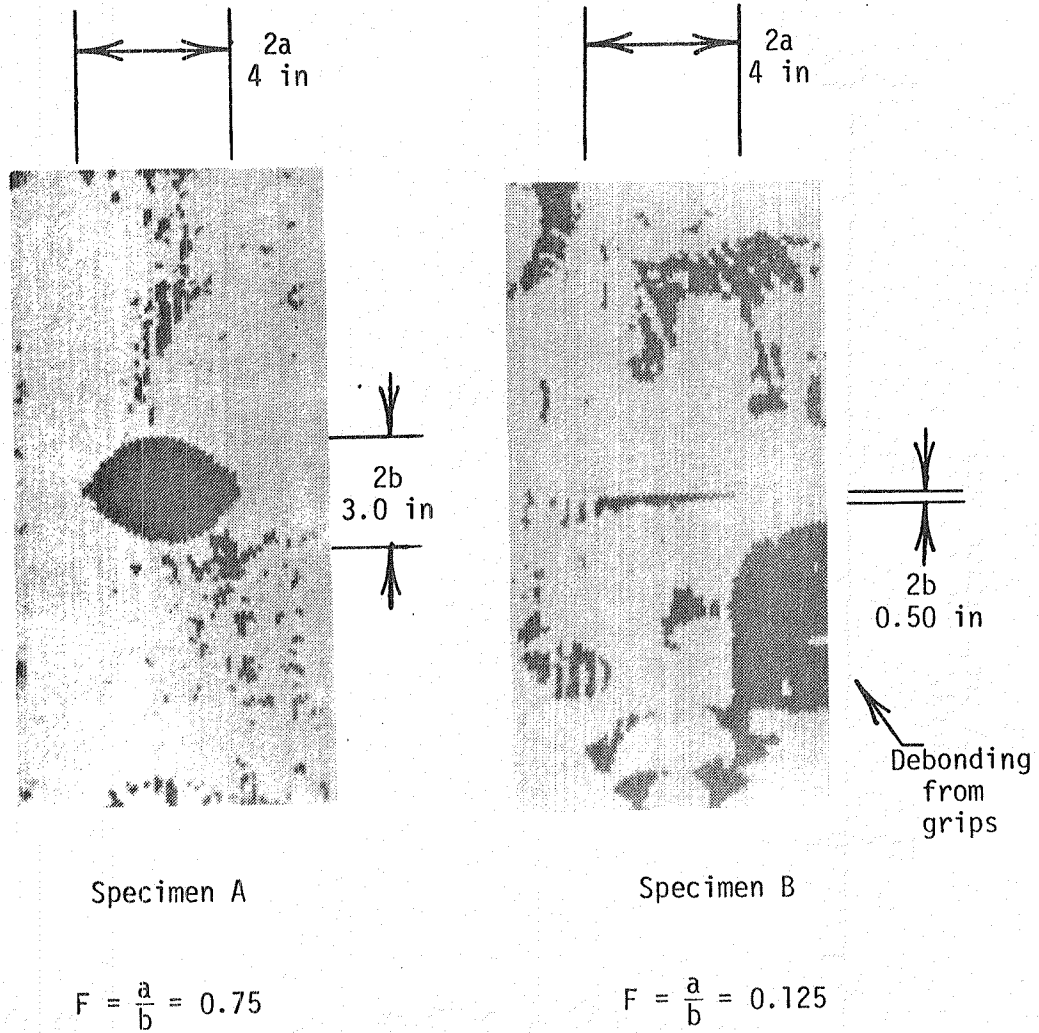 2a
4 in
2a
4 in
2b
3.0 in
2b
0.50 in
Debonding
from
grips
Specimen A
Specimen B
F = a/b = 0.75
F = a/b = 0.125